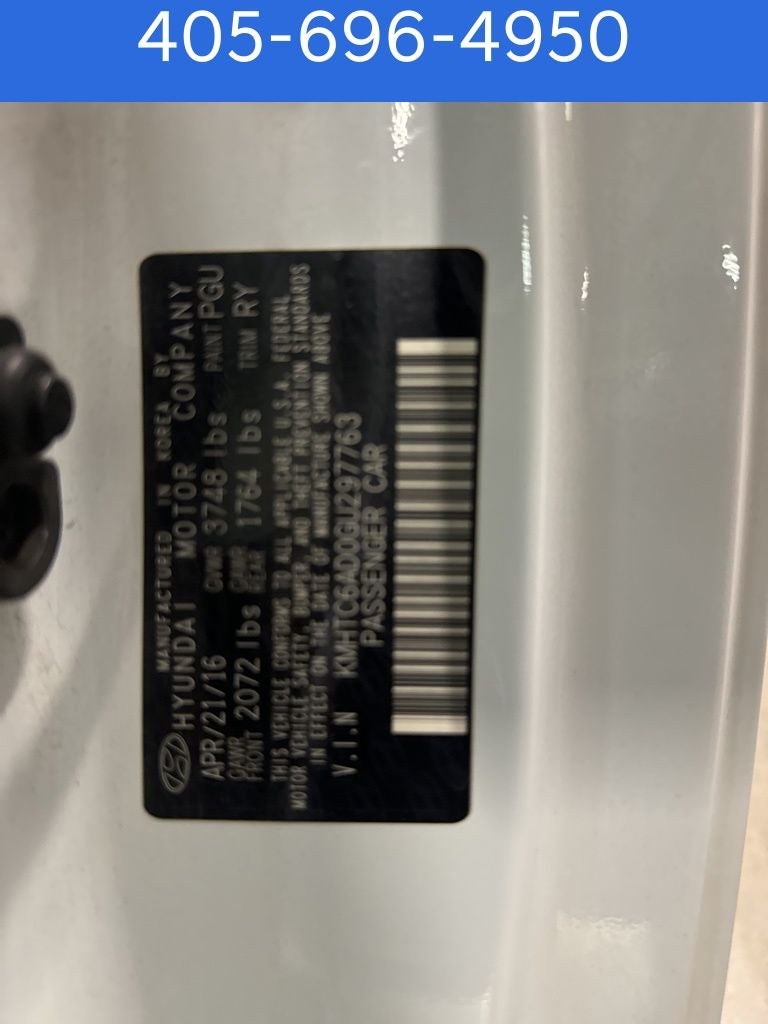 405-696-4950
MANUFACTURED IN KOREA BY
HYUNDAI MOTOR COMPANY
APR/21/16 GVWR 3748 lbs PAINT PGU
GAWR FRONT 2072 lbs GAWR REAR 1764 lbs TRIM RY
THIS VEHICLE CONFORMS TO ALL APPLICABLE U.S.A. FEDERAL
MOTOR VEHICLE SAFETY, BUMPER, AND THEFT PREVENTION STANDARDS
IN EFFECT ON THE DATE OF MANUFACTURE SHOWN ABOVE
V.I.N KMHTC6AD0GU297763
PASSENGER CAR